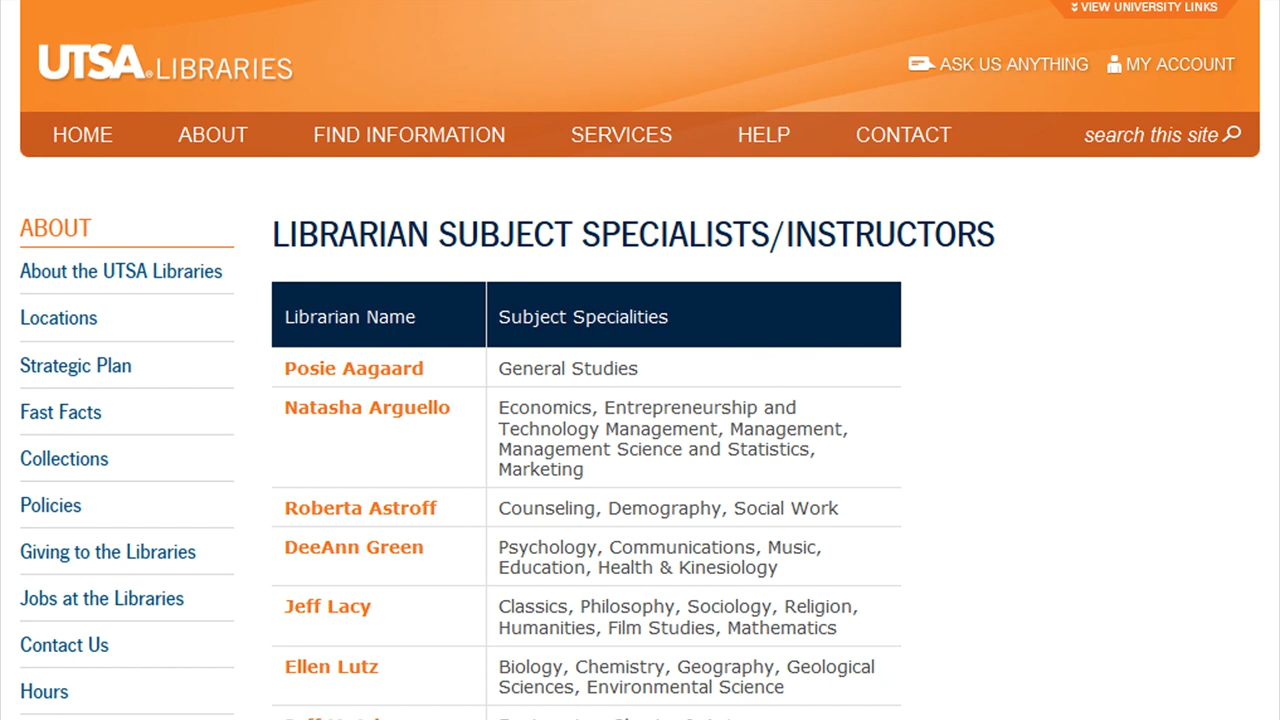 VIEW UNIVERSITY LINKS
UTSA® LIBRARIES
ASK US ANYTHING MY ACCOUNT
HOME ABOUT FIND INFORMATION SERVICES HELP CONTACT search this site
ABOUT
About the UTSA Libraries
Locations
Strategic Plan
Fast Facts
Collections
Policies
Giving to the Libraries
Jobs at the Libraries
Contact Us
Hours
LIBRARIAN SUBJECT SPECIALISTS/INSTRUCTORS
Librarian Name Subject Specialities
Posie Aagaard General Studies
Natasha Arguello Economics, Entrepreneurship and
Technology Management, Management,
Management Science and Statistics,
Marketing
Roberta Astroff Counseling, Demography, Social Work
DeeAnn Green Psychology, Communications, Music,
Education, Health & Kinesiology
Jeff Lacy Classics, Philosophy, Sociology, Religion,
Humanities, Film Studies, Mathematics
Ellen Lutz Biology, Chemistry, Geography, Geological
Sciences, Environmental Science